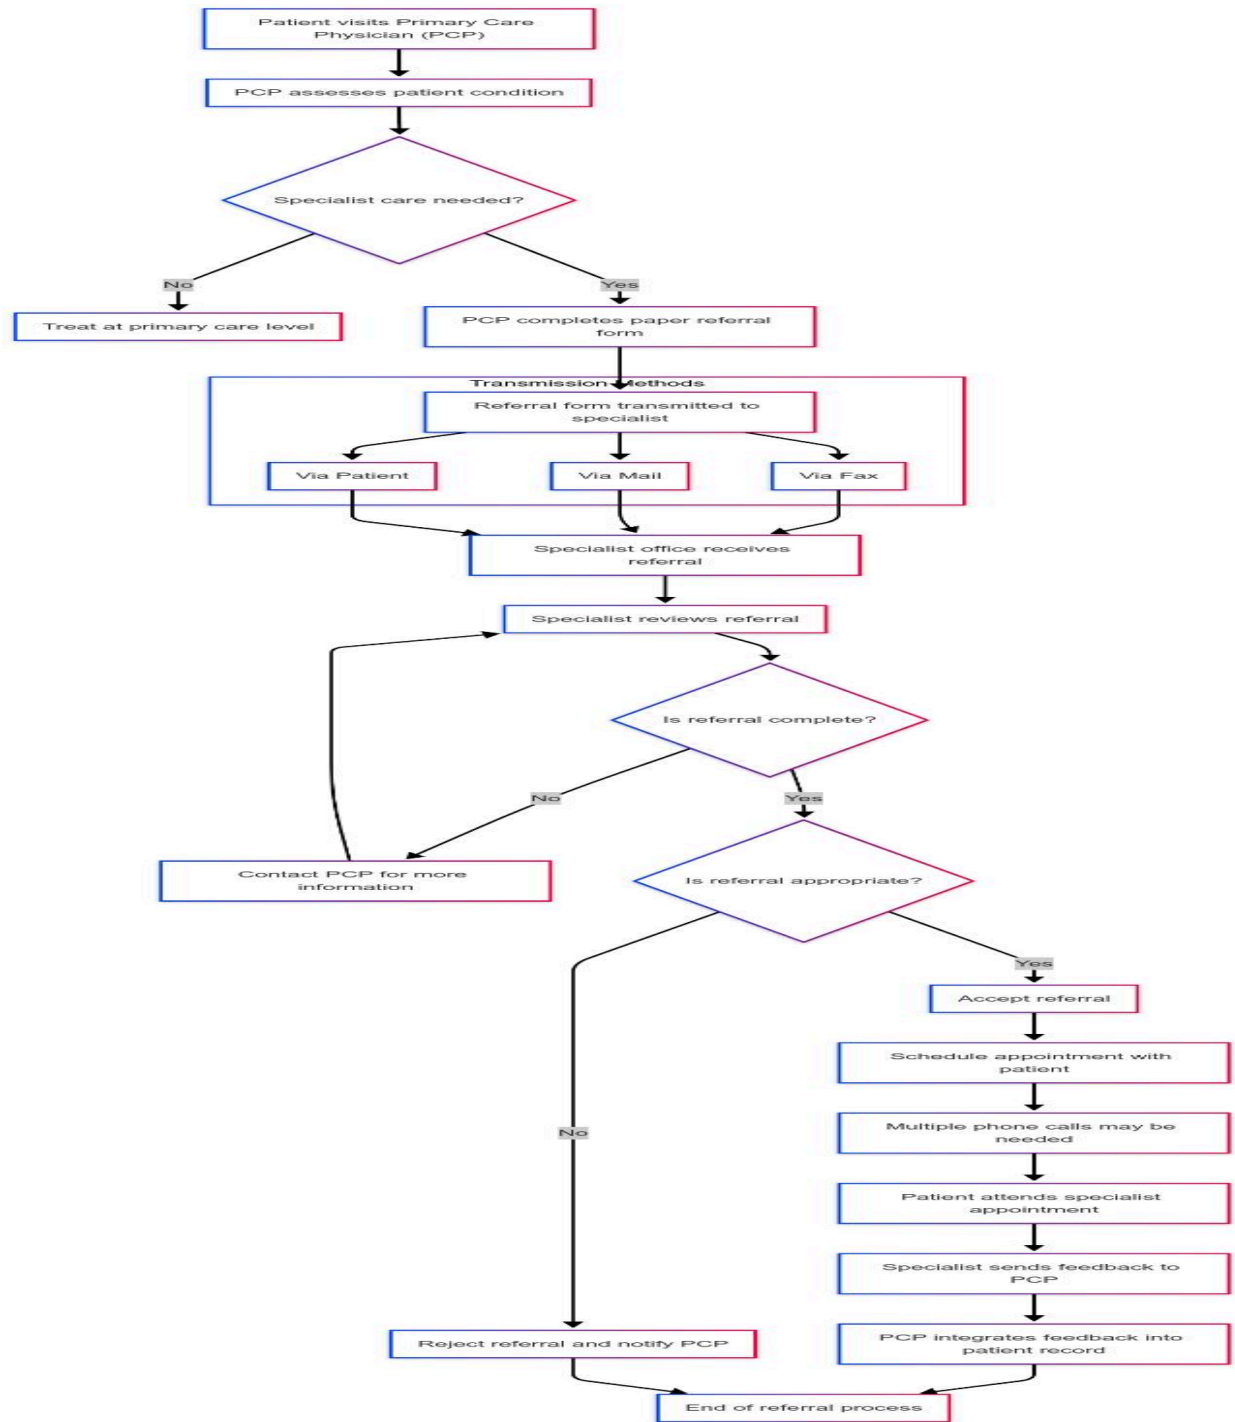 Patient visits Primary Care
Physician (PCP)
PCP assesses patient condition
Specialist care needed?
No
Yes
Treat at primary care level
PCP completes paper referral
form
Transmission Methods
Referral form transmitted to
specialist
Via Patient
Via Mail
Via Fax
Specialist office receives
referral
Specialist reviews referral
Is referral complete?
No
Yes
Contact PCP for more
information
Is referral appropriate?
Yes
Accept referral
Schedule appointment with
patient
Multiple phone calls may be
needed
No
Patient attends specialist
appointment
Specialist sends feedback to
PCP
Reject referral and notify PCP
PCP integrates feedback into
patient record
End of referral process